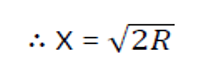 ∴ X = √2R